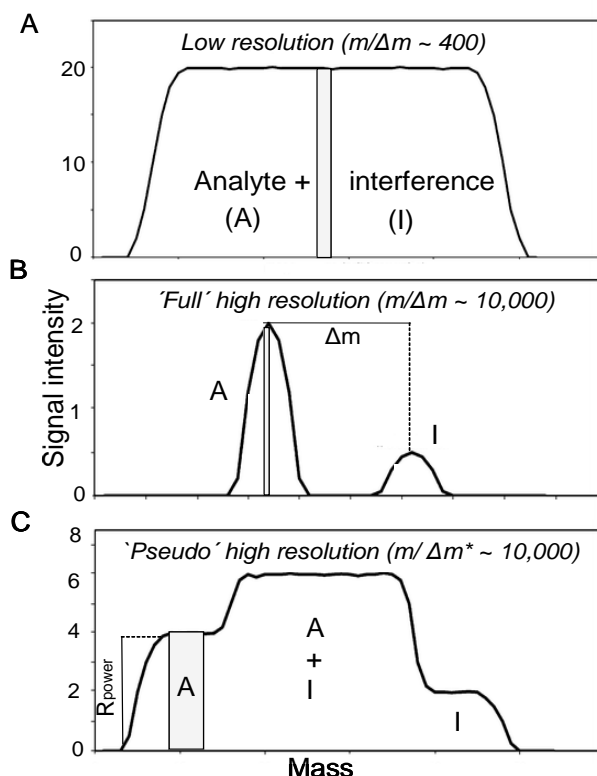 A
Low resolution (m/Δm ~ 400)
20
10
0
Analyte + interference
(A) (I)
B
´Full´ high resolution (m/Δm ~ 10,000)
2
1
0
Δm
A
I
Signal intensity
C
`Pseudo´ high resolution (m/ Δm* ~ 10,000)
8
6
4
2
0
Rpower
A
A
+
I
I
Mass